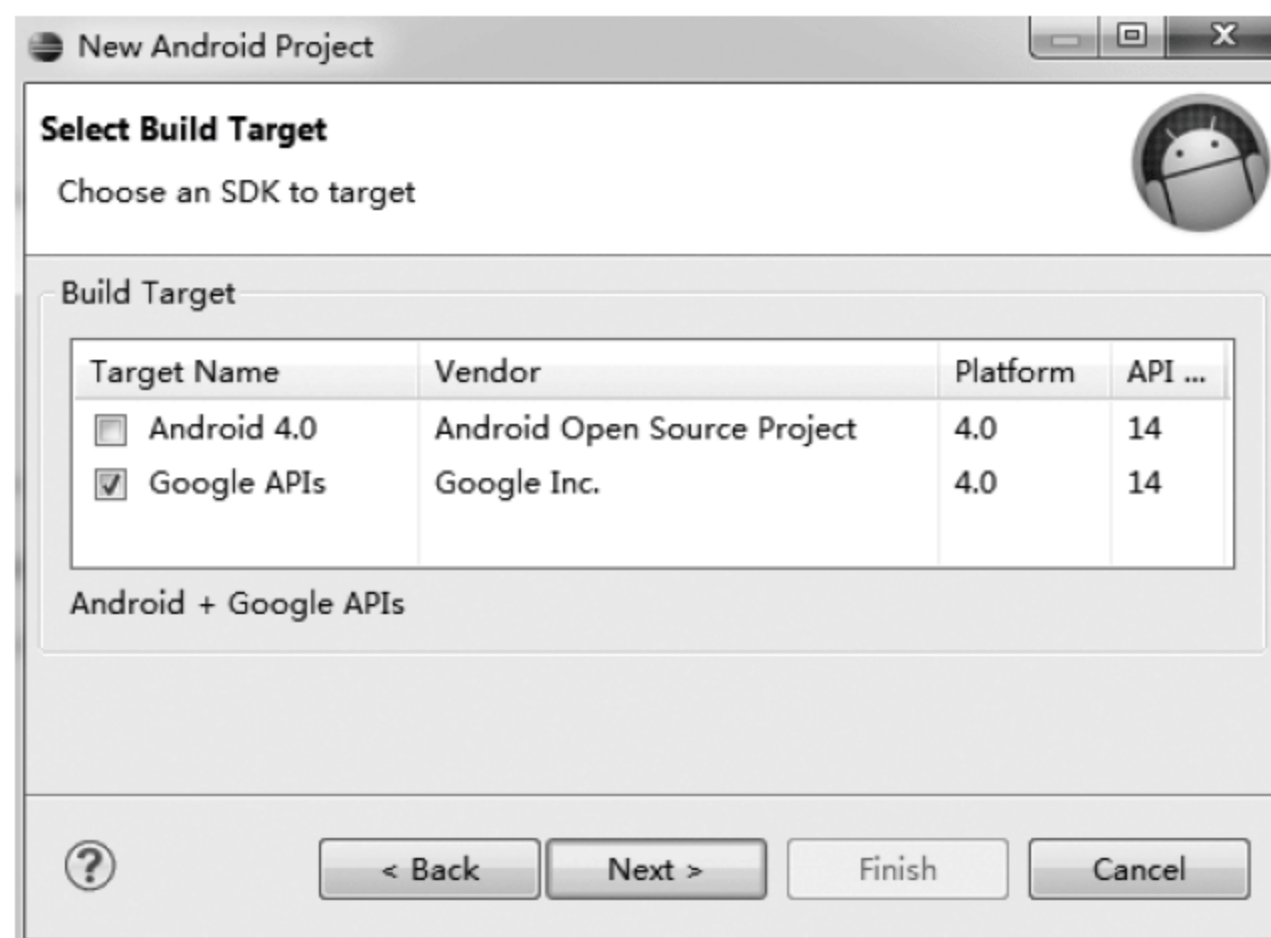 New Android Project
Select Build Target
Choose an SDK to target
Build Target
Target Name Vendor Platform API ...
Android 4.0 Android Open Source Project 4.0 14
Google APIs Google Inc. 4.0 14
Android + Google APIs
? < Back Next > Finish Cancel